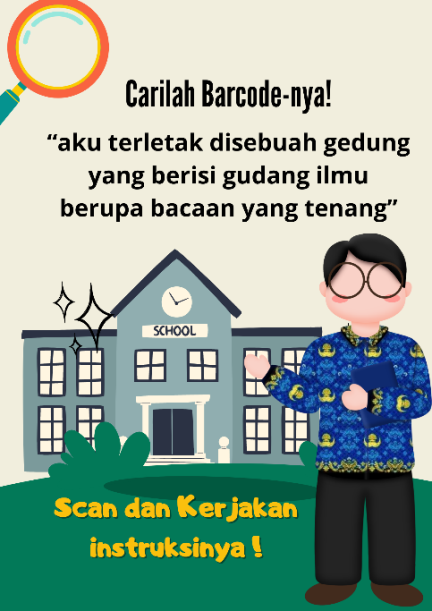 Carilah Barcode-nya!
“aku terletak disebuah gedung
yang berisi gudang ilmu
berupa bacaan yang tenang”
SCHOOL
Scan dan Kerjakan
instruksinya !